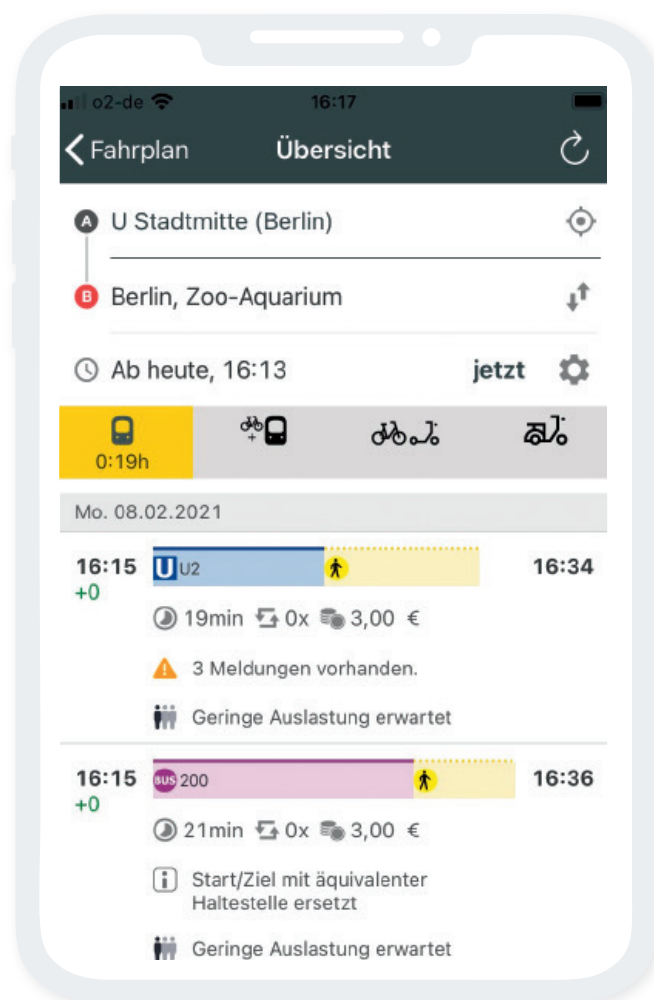 o2-de 16:17
Fahrplan Übersicht
A U Stadtmitte (Berlin)
B Berlin, Zoo-Aquarium
Ab heute, 16:13 jetzt
+
0:19h
Mo. 08.02.2021
16:15 U U2 16:34
+0
19min 0x 3,00 €
3 Meldungen vorhanden.
Geringe Auslastung erwartet
16:15 BUS 200 16:36
+0
21min 0x 3,00 €
i Start/Ziel mit äquivalenter
Haltestelle ersetzt
Geringe Auslastung erwartet